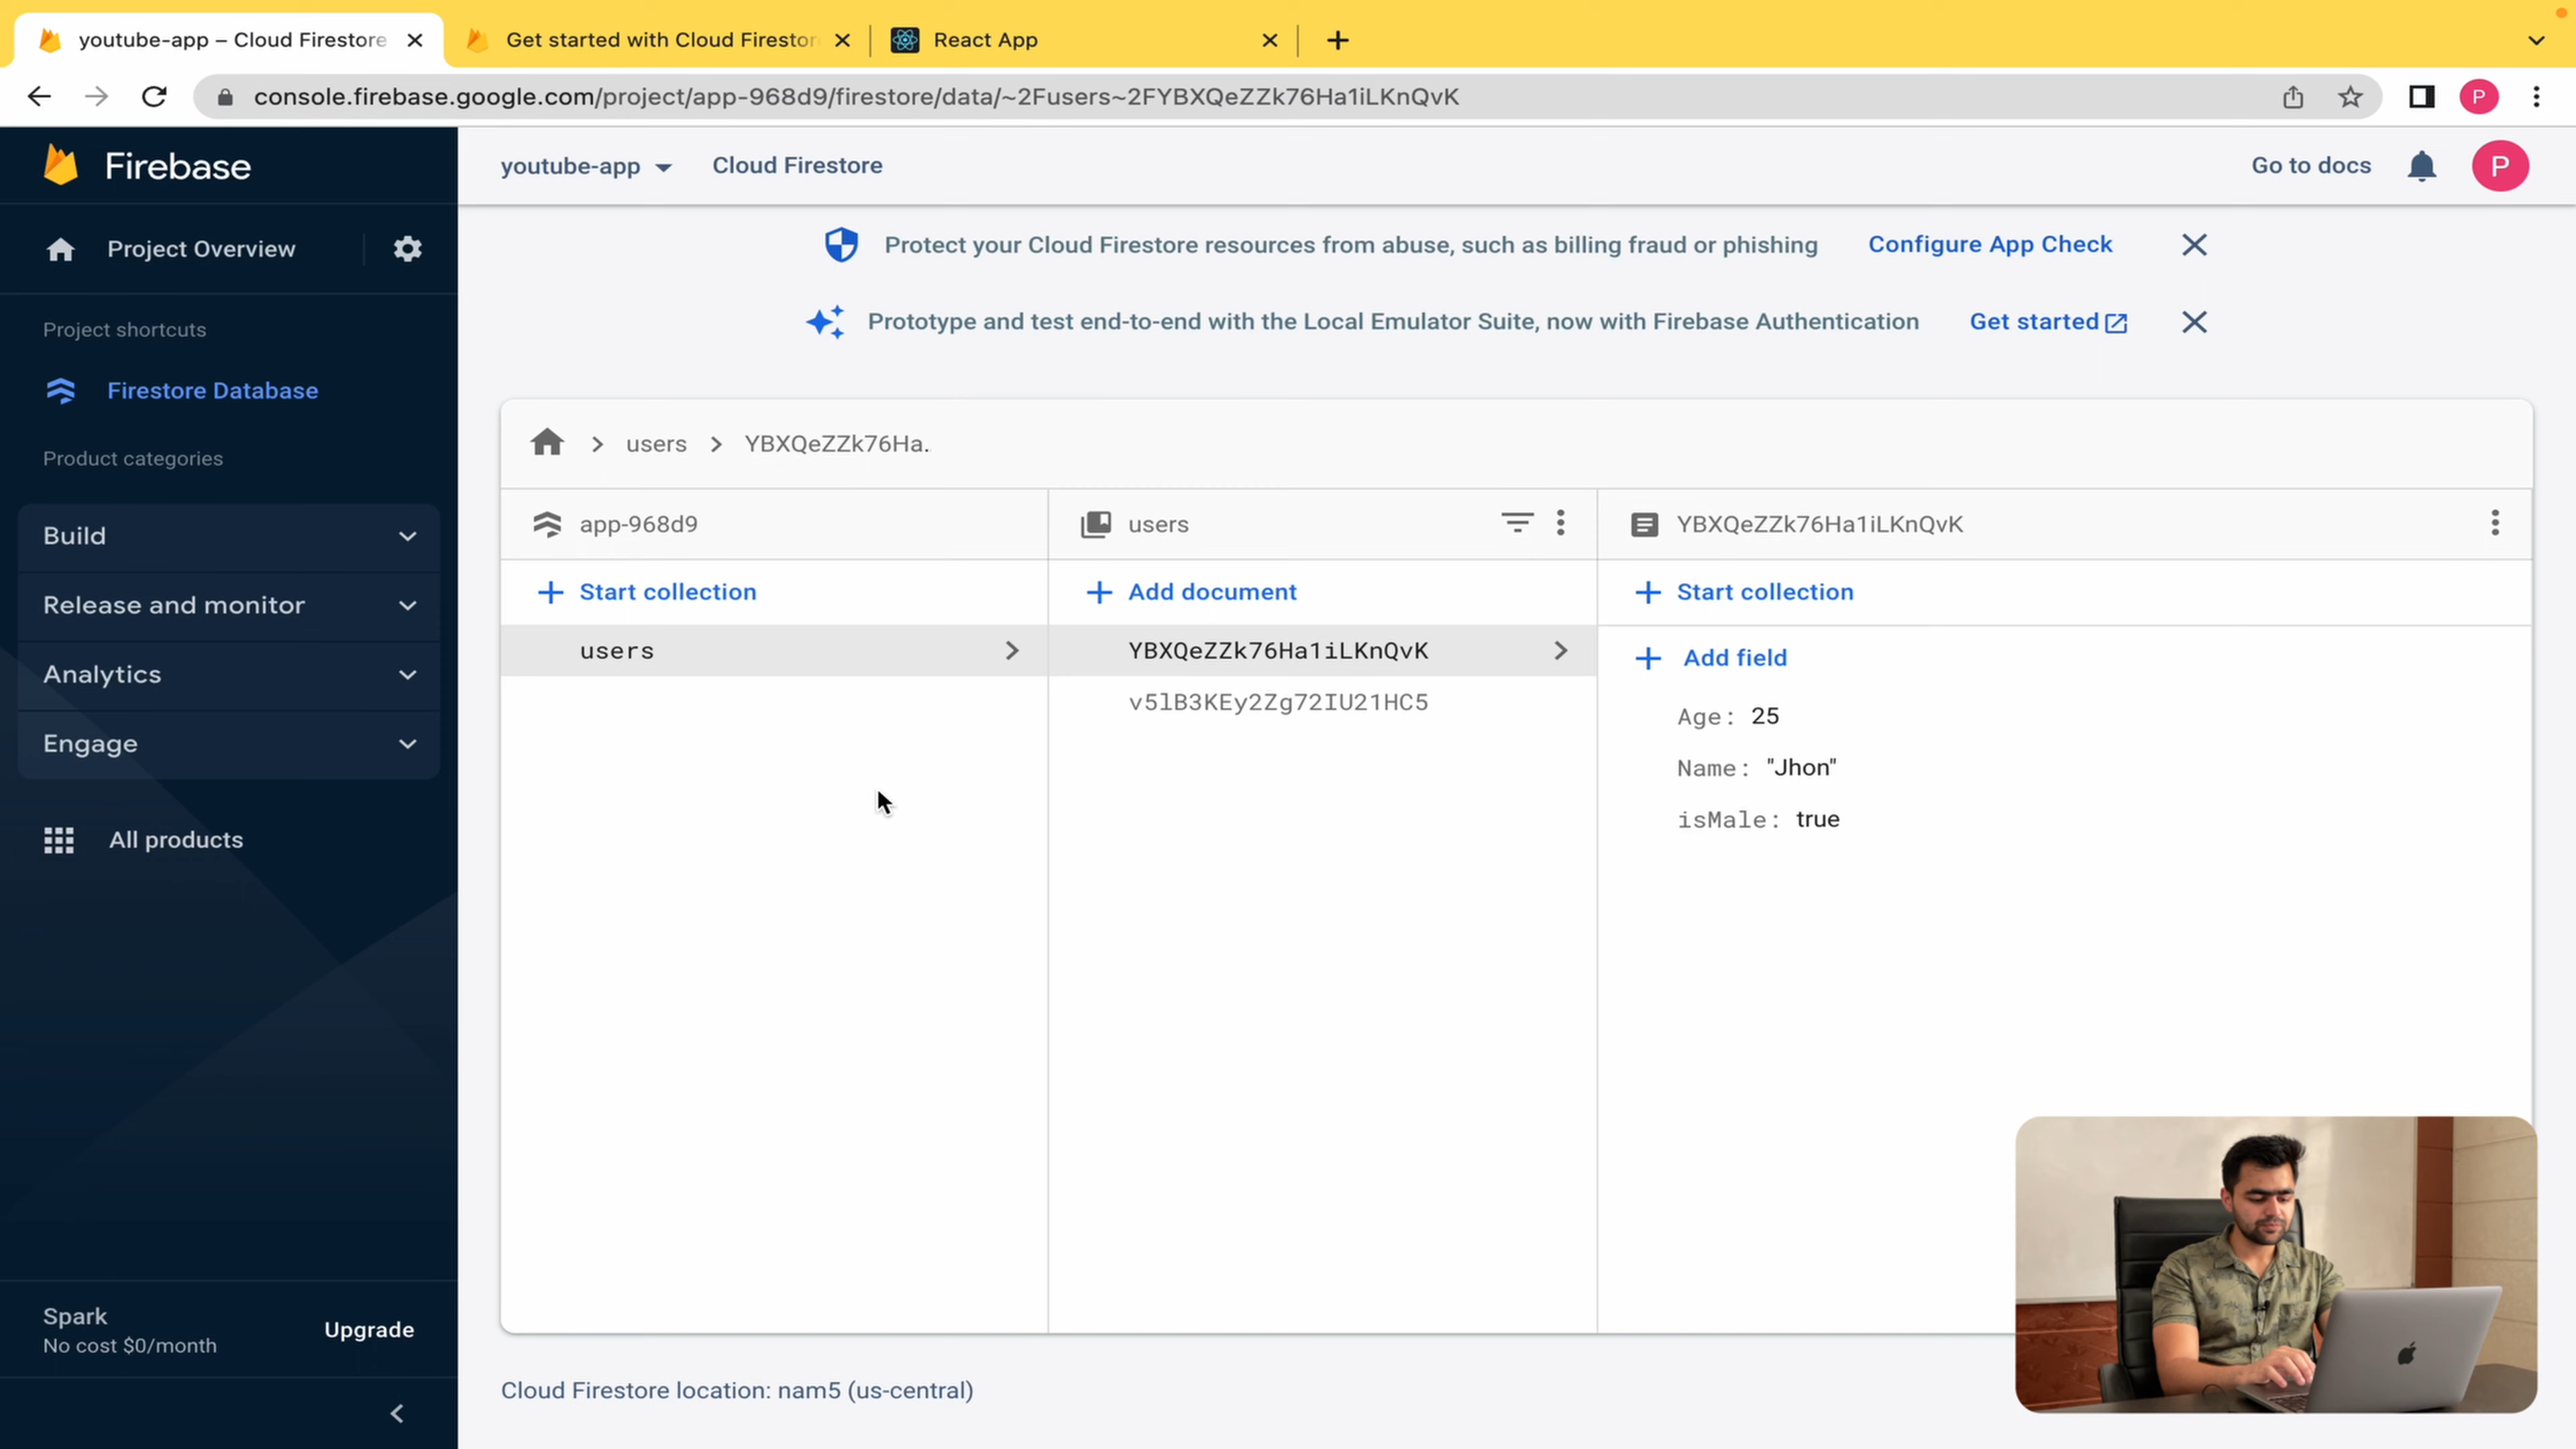 youtube-app – Cloud Firestore
Get started with Cloud Firestor
React App
console.firebase.google.com/project/app-968d9/firestore/data/~2Fusers~2FYBXQeZZk76Ha1iLKnQvK
P
Firebase
youtube-app
Cloud Firestore
Go to docs
P
Project Overview
Protect your Cloud Firestore resources from abuse, such as billing fraud or phishing
Configure App Check
Prototype and test end-to-end with the Local Emulator Suite, now with Firebase Authentication
Get started
Project shortcuts
Firestore Database
Product categories
Build
Release and monitor
Analytics
Engage
All products
Spark
No cost $0/month
Upgrade
users
YBXQeZZk76Ha.
app-968d9
Start collection
users
users
Add document
YBXQeZZk76Ha1iLKnQvK
v5lB3KEy2Zg72IU21HC5
YBXQeZZk76Ha1iLKnQvK
Start collection
Add field
Age: 25
Name: "Jhon"
isMale: true
Cloud Firestore location: nam5 (us-central)